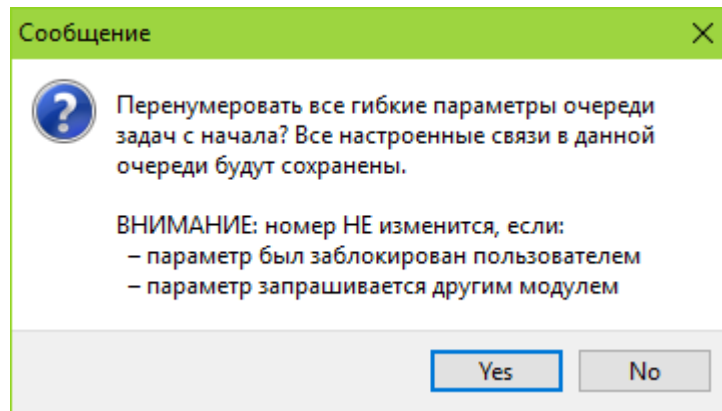 Сообщение
Перенумеровать все гибкие параметры очереди
задач с начала? Все настроенные связи в данной
очереди будут сохранены.
ВНИМАНИЕ: номер НЕ изменится, если:
– параметр был заблокирован пользователем
– параметр запрашивается другим модулем
Yes No